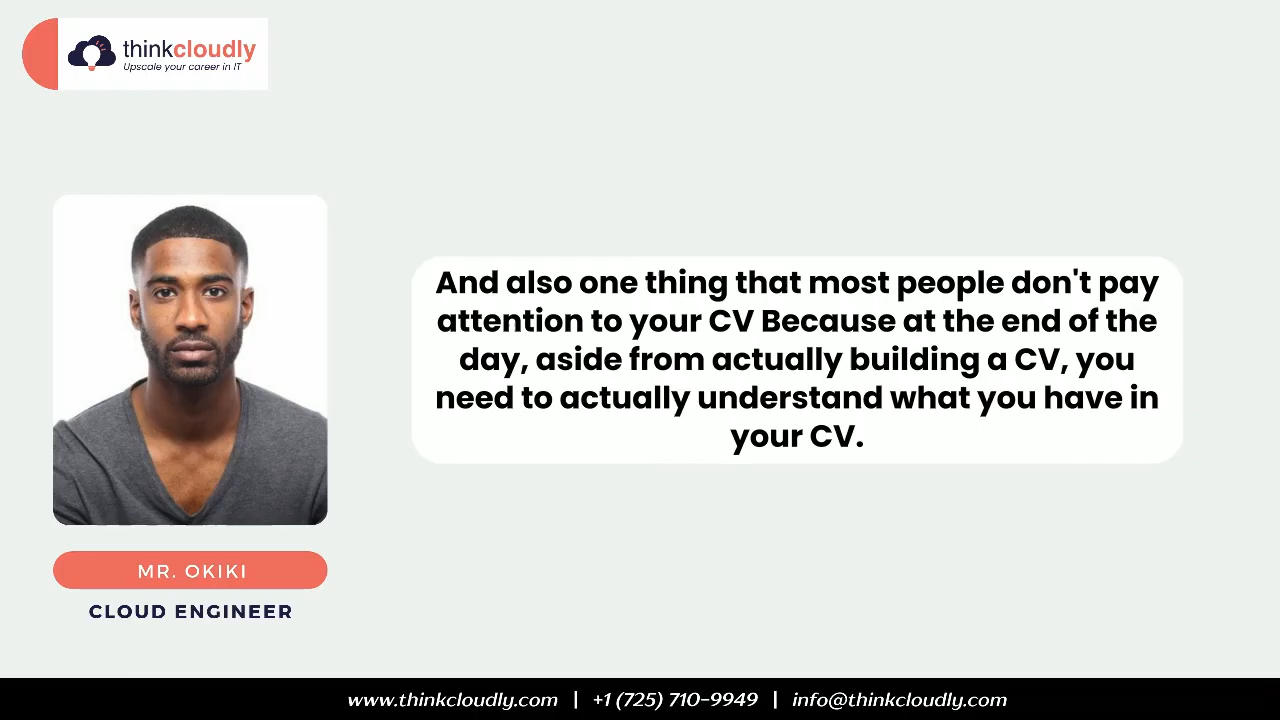 thinkcloudly
Upscale your career in IT
And also one thing that most people don't pay
attention to your CV Because at the end of the
day, aside from actually building a CV, you
need to actually understand what you have in
your CV.
MR. OKIKI
CLOUD ENGINEER
www.thinkcloudly.com | +1 (725) 710-9949 | info@thinkcloudly.com